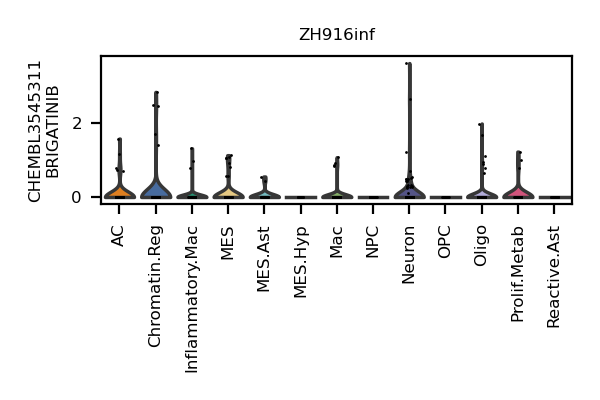 ZH916inf
CHEMBL3545311
BRIGATINIB
2
0
AC
Chromatin.Reg
Inflammatory.Mac
MES
MES.Ast
MES.Hyp
Mac
NPC
Neuron
OPC
Oligo
Prolif.Metab
Reactive.Ast